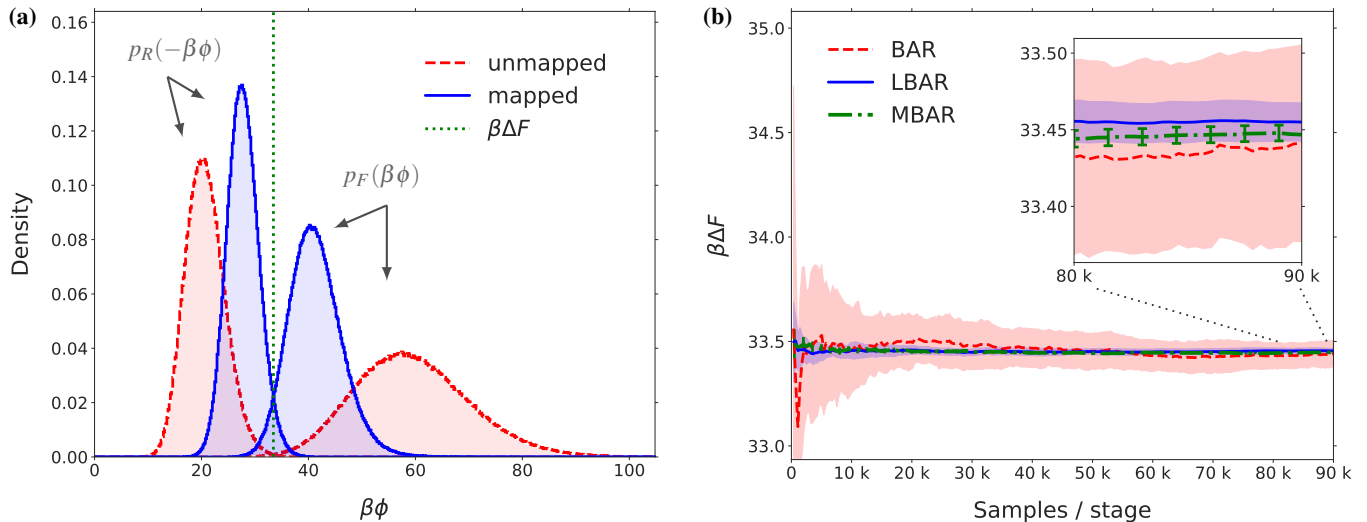 (a)
0.16
0.14
0.12
0.10
0.08
0.06
0.04
0.02
0.00
Density
p_R(−βϕ)
p_F(βϕ)
unmapped
mapped
βΔF
0 20 40 60 80 100
βϕ
(b)
35.0
34.5
34.0
33.5
33.0
βΔF
BAR
LBAR
MBAR
33.50
33.45
33.40
80 k 90 k
0 10 k 20 k 30 k 40 k 50 k 60 k 70 k 80 k 90 k
Samples / stage